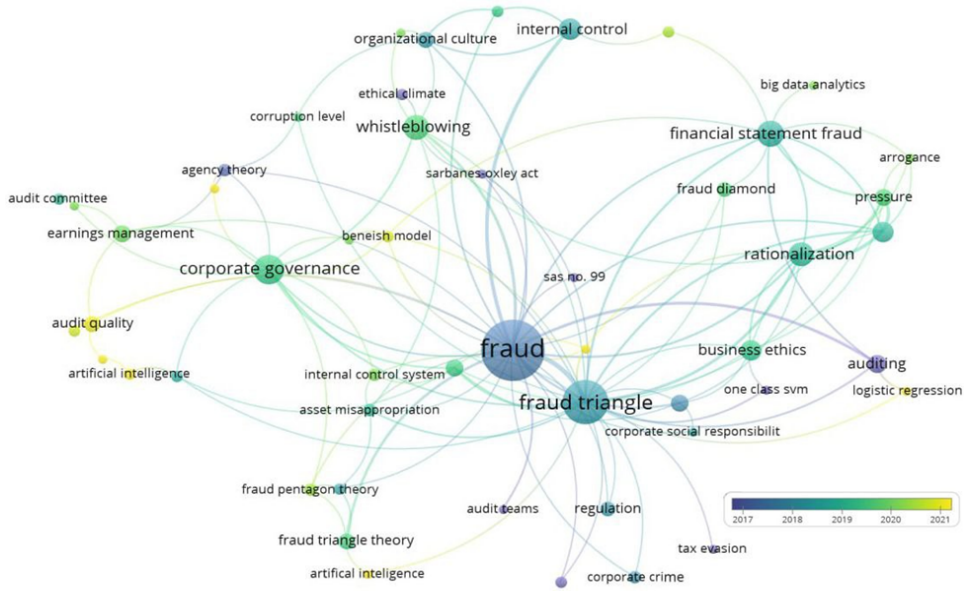 organizational culture
internal control
big data analytics
ethical climate
corruption level
whistleblowing
financial statement fraud
arrogance
agency theory
sarbanes-oxley act
fraud diamond
pressure
audit committee
earnings management
beneish model
rationalization
corporate governance
sas no. 99
audit quality
fraud
business ethics
auditing
artificial intelligence
internal control system
one class svm
logistic regression
fraud triangle
asset misappropriation
corporate social responsibilit
fraud pentagon theory
audit teams
regulation
fraud triangle theory
tax evasion
artifical inteligence
corporate crime
2017 2018 2019 2020 2021